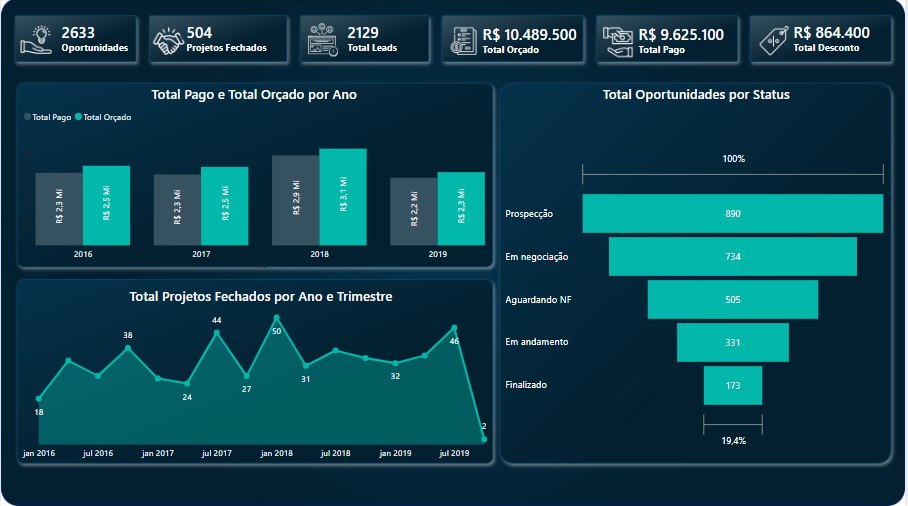 2633
Oportunidades
504
Projetos Fechados
2129
Total Leads
R$ 10.489.500
Total Orçado
R$ 9.625.100
Total Pago
R$ 864.400
Total Desconto
Total Pago e Total Orçado por Ano
Total Pago Total Orçado
R$ 2,3 Mi
R$ 2,5 Mi
R$ 2,3 Mi
R$ 2,5 Mi
R$ 2,9 Mi
R$ 3,1 Mi
R$ 2,2 Mi
R$ 2,3 Mi
2016 2017 2018 2019
Total Projetos Fechados por Ano e Trimestre
18
38
24
44
27
50
31
32
46
2
jan 2016 jul 2016 jan 2017 jul 2017 jan 2018 jul 2018 jan 2019 jul 2019
Total Oportunidades por Status
100%
Prospecção 890
Em negociação 734
Aguardando NF 505
Em andamento 331
Finalizado 173
19,4%